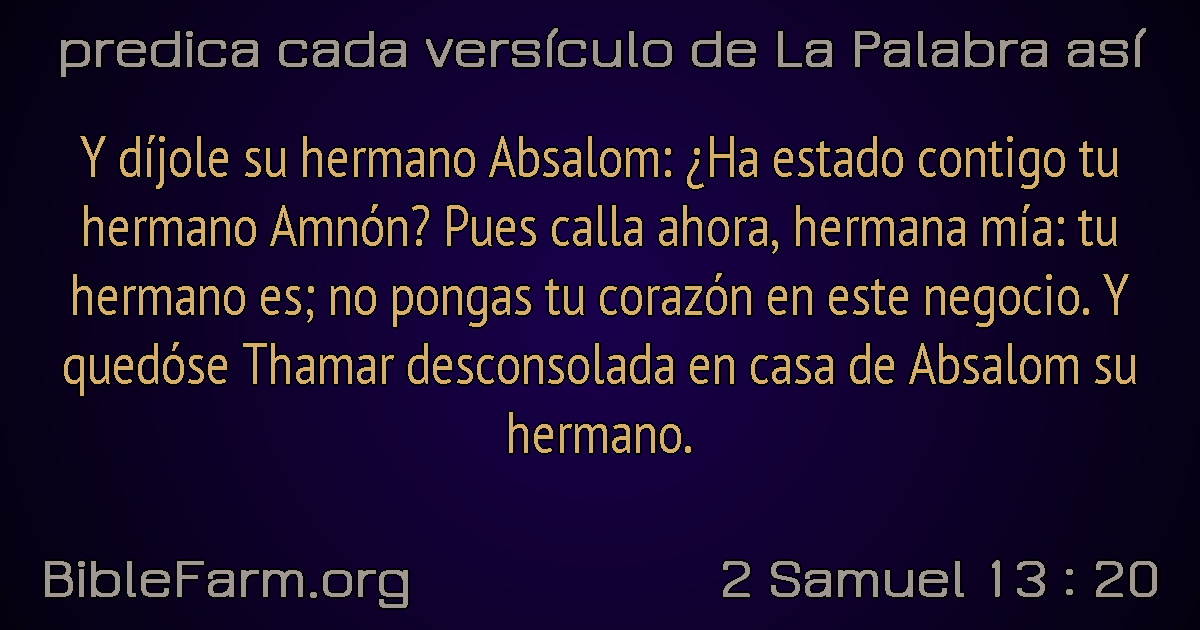 predica cada versículo de La Palabra así
Y díjole su hermano Absalom: ¿Ha estado contigo tu
hermano Amnón? Pues calla ahora, hermana mía: tu
hermano es; no pongas tu corazón en este negocio. Y
quedóse Thamar desconsolada en casa de Absalom su
hermano.
BibleFarm.org
2 Samuel 13 : 20